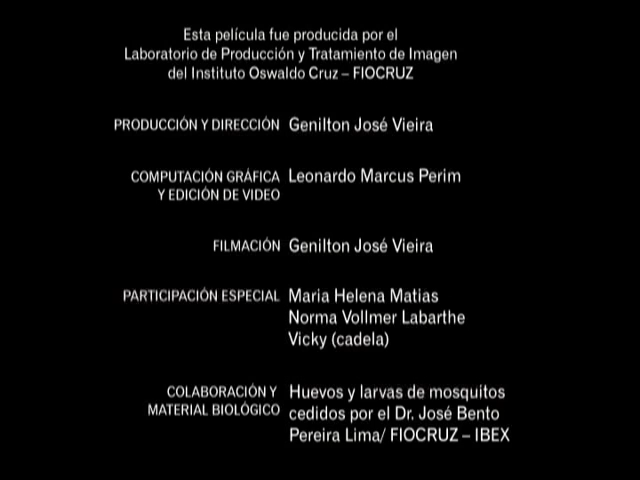 Esta película fue producida por el
Laboratorio de Producción y Tratamiento de Imagen
del Instituto Oswaldo Cruz – FIOCRUZ
PRODUCCIÓN Y DIRECCIÓN Genilton José Vieira
COMPUTACIÓN GRÁFICA Leonardo Marcus Perim
Y EDICIÓN DE VIDEO
FILMACIÓN Genilton José Vieira
PARTICIPACIÓN ESPECIAL Maria Helena Matias
Norma Vollmer Labarthe
Vicky (cadela)
COLABORACIÓN Y Huevos y larvas de mosquitos
MATERIAL BIOLÓGICO cedidos por el Dr. José Bento
Pereira Lima/ FIOCRUZ – IBEX